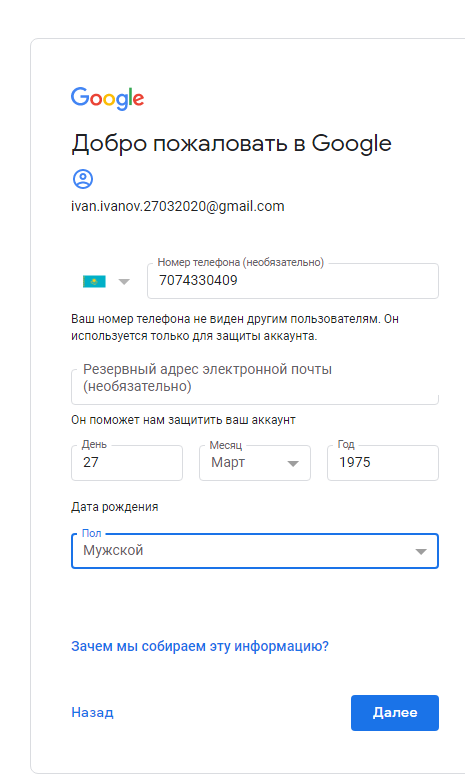 Google
Добро пожаловать в Google
ivan.ivanov.27032020@gmail.com
Номер телефона (необязательно)
7074330409
Ваш номер телефона не виден другим пользователям. Он
используется только для защиты аккаунта.
Резервный адрес электронной почты
(необязательно)
Он поможет нам защитить ваш аккаунт
День Месяц Год
27 Март 1975
Дата рождения
Пол
Мужской
Зачем мы собираем эту информацию?
Назад Далее